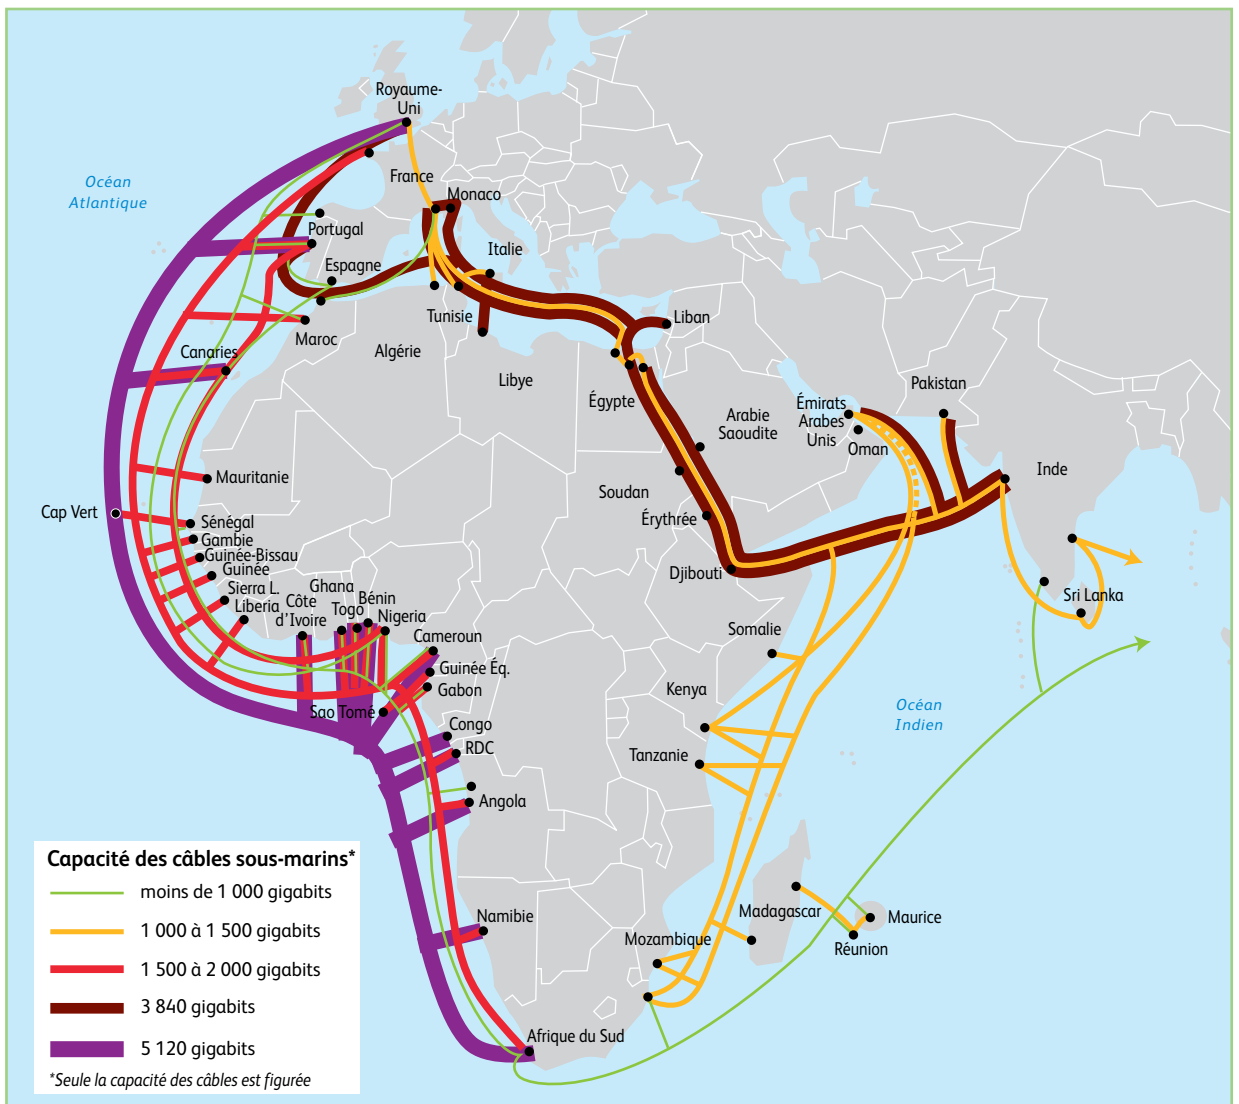 Royaume-
Uni
Océan
Atlantique
France
Monaco
Portugal
Italie
Espagne
Tunisie
Liban
Maroc
Algérie
Canaries
Libye
Égypte
Arabie
Saoudite
Émirats
Arabes
Unis
Pakistan
Oman
Inde
Mauritanie
Soudan
Cap Vert
Sénégal
Érythrée
Gambie
Guinée-Bissau
Guinée
Djibouti
Sierra L.
Liberia
Côte
d'Ivoire
Ghana
Togo
Bénin
Nigeria
Cameroun
Sri Lanka
Somalie
Guinée Éq.
Gabon
Kenya
Sao Tomé
Océan
Indien
Congo
RDC
Tanzanie
Angola
Capacité des câbles sous-marins*
moins de 1 000 gigabits
1 000 à 1 500 gigabits
1 500 à 2 000 gigabits
3 840 gigabits
5 120 gigabits
*Seule la capacité des câbles est figurée
Namibie
Madagascar
Maurice
Mozambique
Réunion
Afrique du Sud